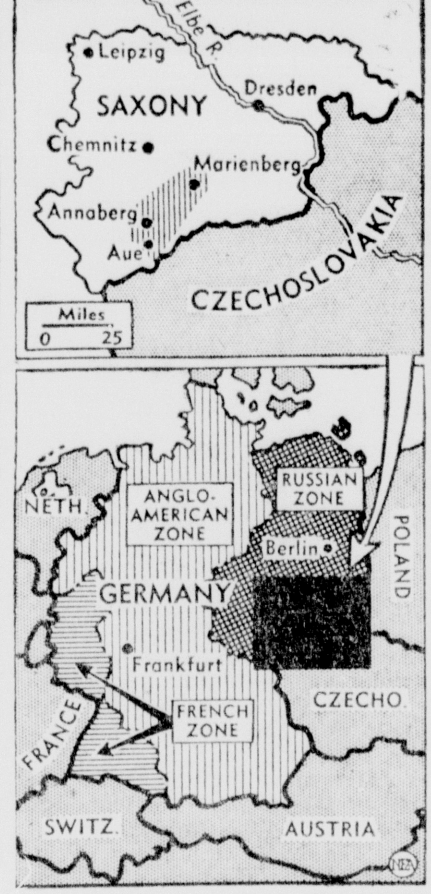 Elbe R.
Leipzig
Dresden
SAXONY
Chemnitz
Marienberg
Annaberg
Aue
CZECHOSLOVAKIA
Miles
0 25
NETH.
ANGLO-
AMERICAN
ZONE
RUSSIAN
ZONE
Berlin
POLAND
GERMANY
Frankfurt
FRENCH
ZONE
FRANCE
CZECHO.
SWITZ.
AUSTRIA
NEA